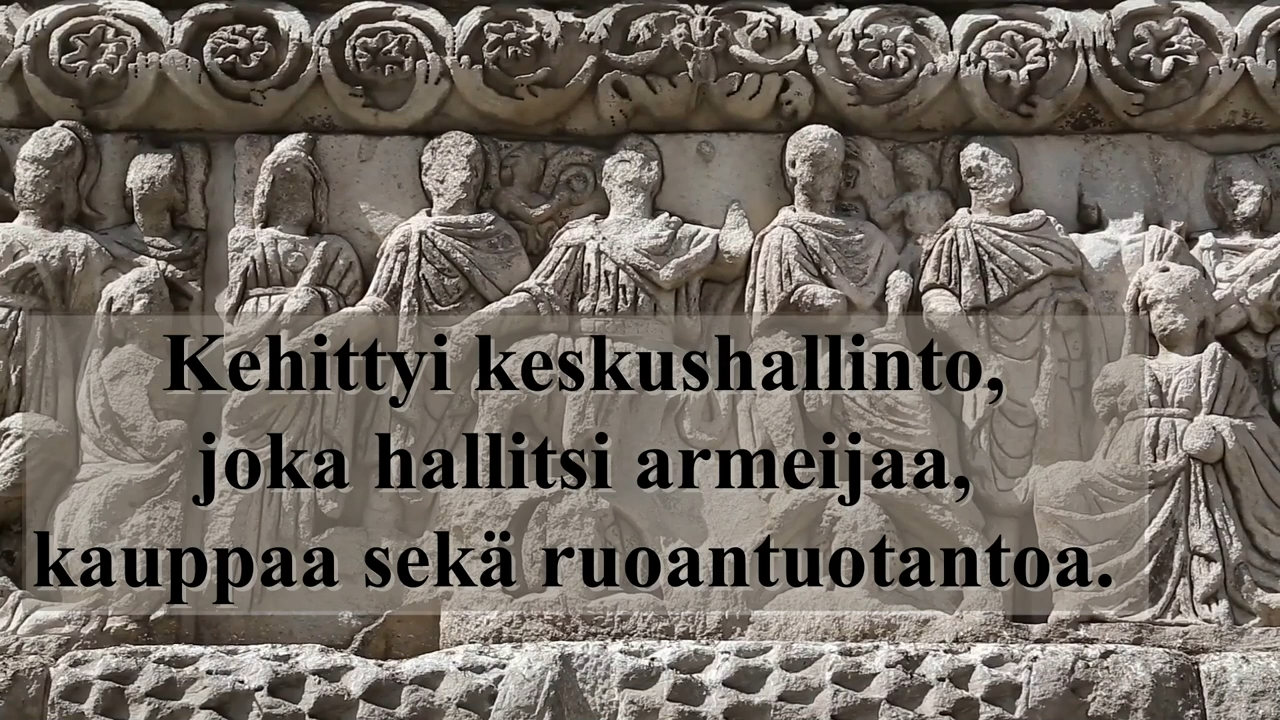 Kehittyi keskushallinto,
joka hallitsi armeijaa,
kauppaa sekä ruoantuotantoa.